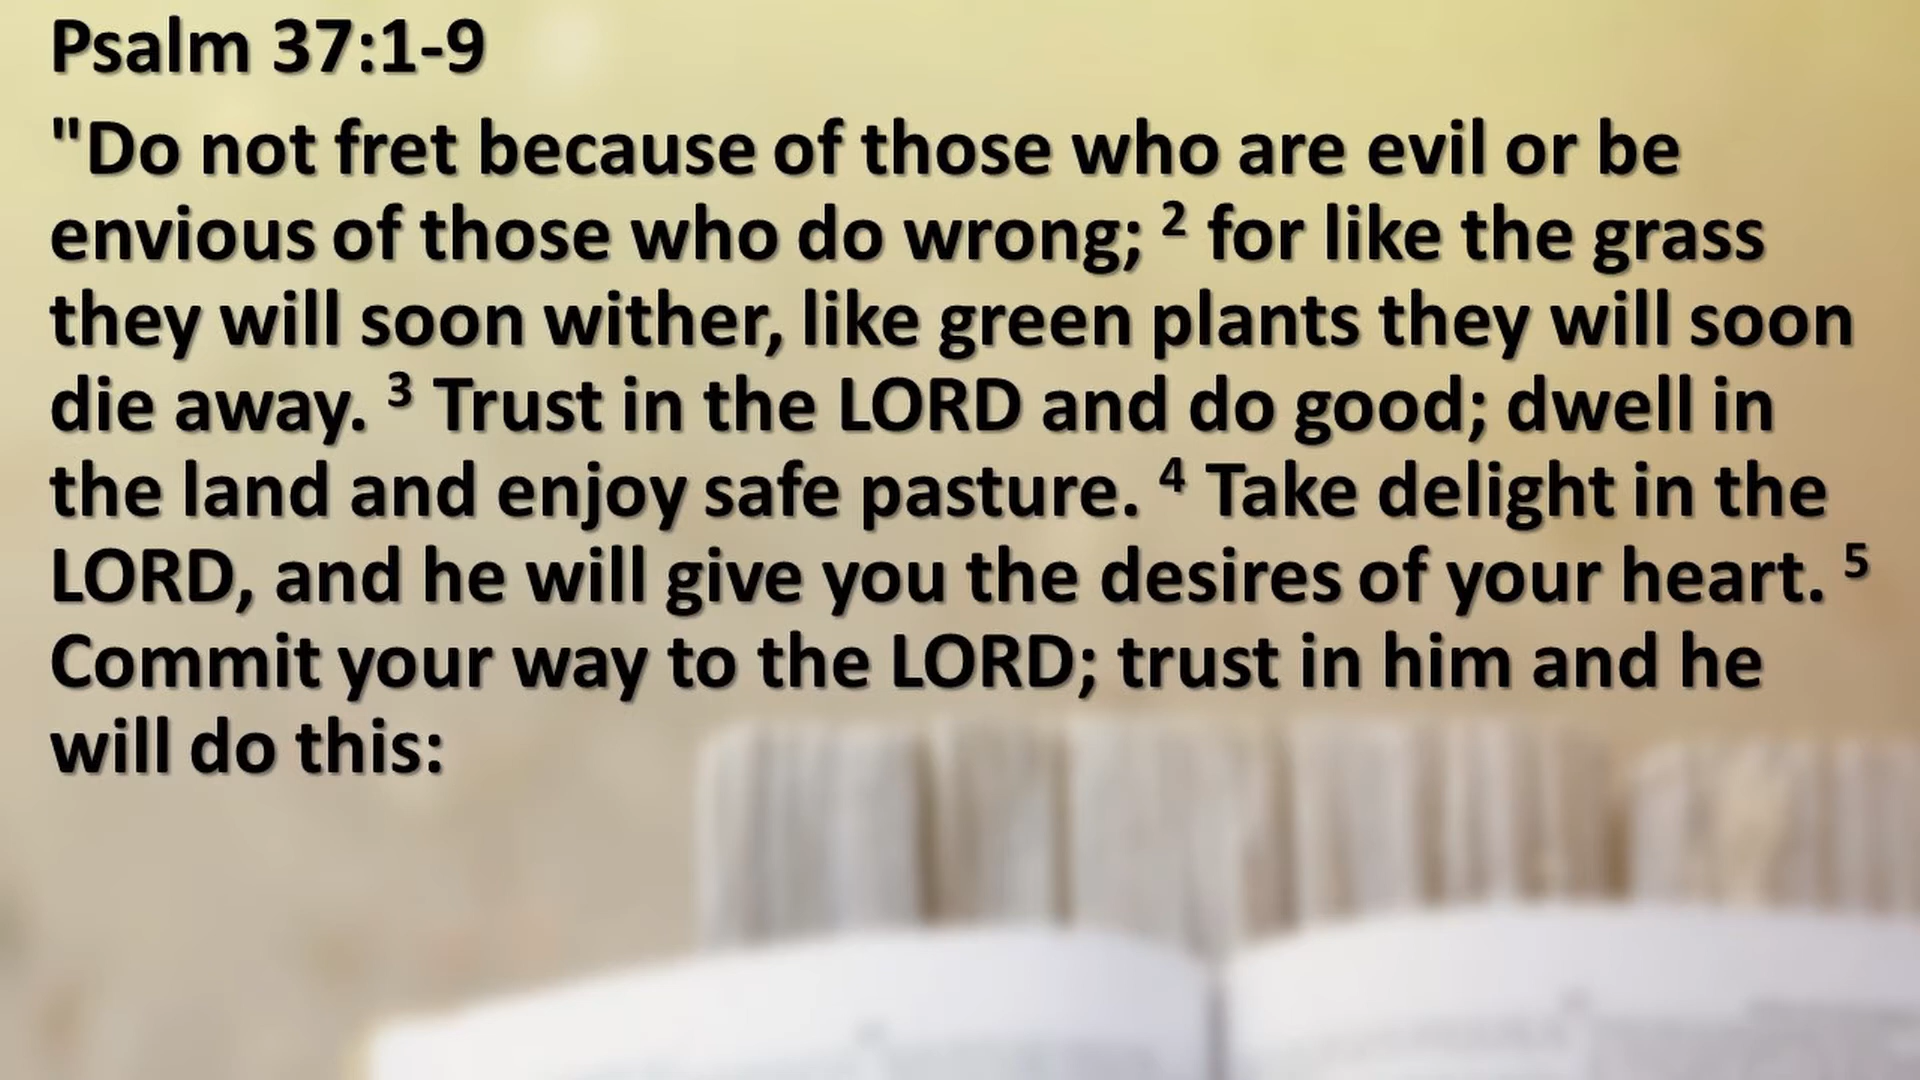 Psalm 37:1-9
"Do not fret because of those who are evil or be
envious of those who do wrong; 2 for like the grass
they will soon wither, like green plants they will soon
die away. 3 Trust in the LORD and do good; dwell in
the land and enjoy safe pasture. 4 Take delight in the
LORD, and he will give you the desires of your heart. 5
Commit your way to the LORD; trust in him and he
will do this: